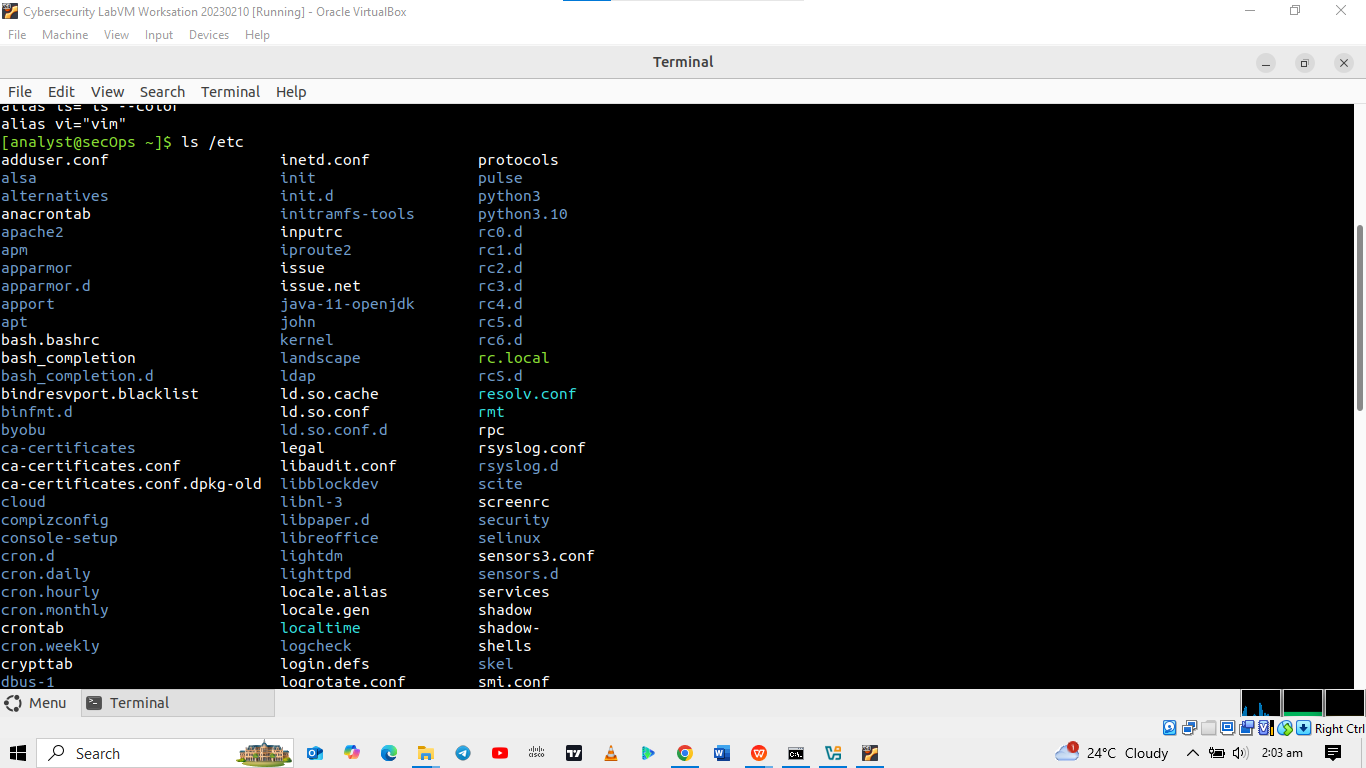 Cybersecurity LabVM Worksation 20230210 [Running] - Oracle VirtualBox
File Machine View Input Devices Help
Terminal
File Edit View Search Terminal Help
alias ls="ls --color"
alias vi="vim"
[analyst@secOps ~]$ ls /etc
adduser.conf inetd.conf protocols
alsa init pulse
alternatives init.d python3
anacrontab initramfs-tools python3.10
apache2 inputrc rc0.d
apm iproute2 rc1.d
apparmor issue rc2.d
apparmor.d issue.net rc3.d
apport java-11-openjdk rc4.d
apt john rc5.d
bash.bashrc kernel rc6.d
bash_completion landscape rc.local
bash_completion.d ldap rcS.d
bindresvport.blacklist ld.so.cache resolv.conf
binfmt.d ld.so.conf rmt
byobu ld.so.conf.d rpc
ca-certificates legal rsyslog.conf
ca-certificates.conf libaudit.conf rsyslog.d
ca-certificates.conf.dpkg-old libblockdev scite
cloud libnl-3 screenrc
compizconfig libpaper.d security
console-setup libreoffice selinux
cron.d lightdm sensors3.conf
cron.daily lighttpd sensors.d
cron.hourly locale.alias services
cron.monthly locale.gen shadow
crontab localtime shadow-
cron.weekly logcheck shells
crypttab login.defs skel
dbus-1 logrotate.conf smi.conf
Menu Terminal
Right Ctrl
Search
24°C Cloudy
2:03 am